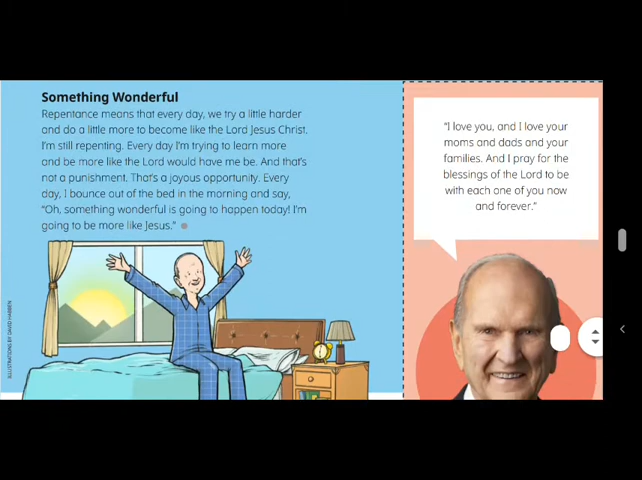 Something Wonderful
Repentance means that every day, we try a little harder
and do a little more to become like the Lord Jesus Christ.
I'm still repenting. Every day I'm trying to learn more
and be more like the Lord would have me be. And that's
not a punishment. That's a joyous opportunity. Every
day, I bounce out of the bed in the morning and say,
“Oh, something wonderful is going to happen today! I'm
going to be more like Jesus.”
ILLUSTRATIONS BY DAVID HABBEN
“I love you, and I love your
moms and dads and your
families. And I pray for the
blessings of the Lord to be
with each one of you now
and forever.”